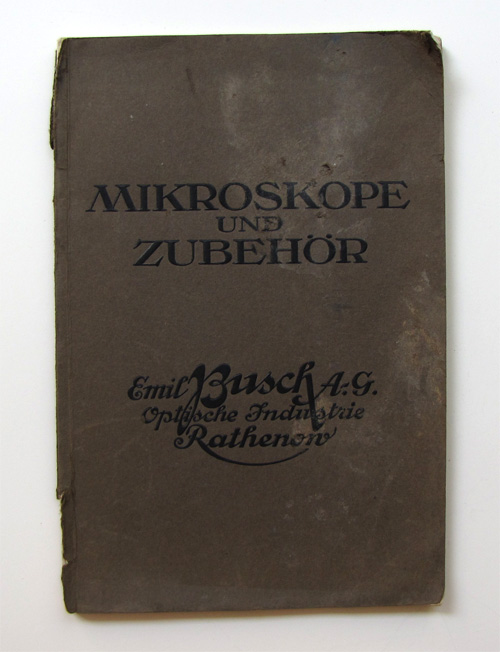 MIKROSKOPE
UND
ZUBEHÖR
Emil Busch A.-G.
Optische Industrie
Rathenow